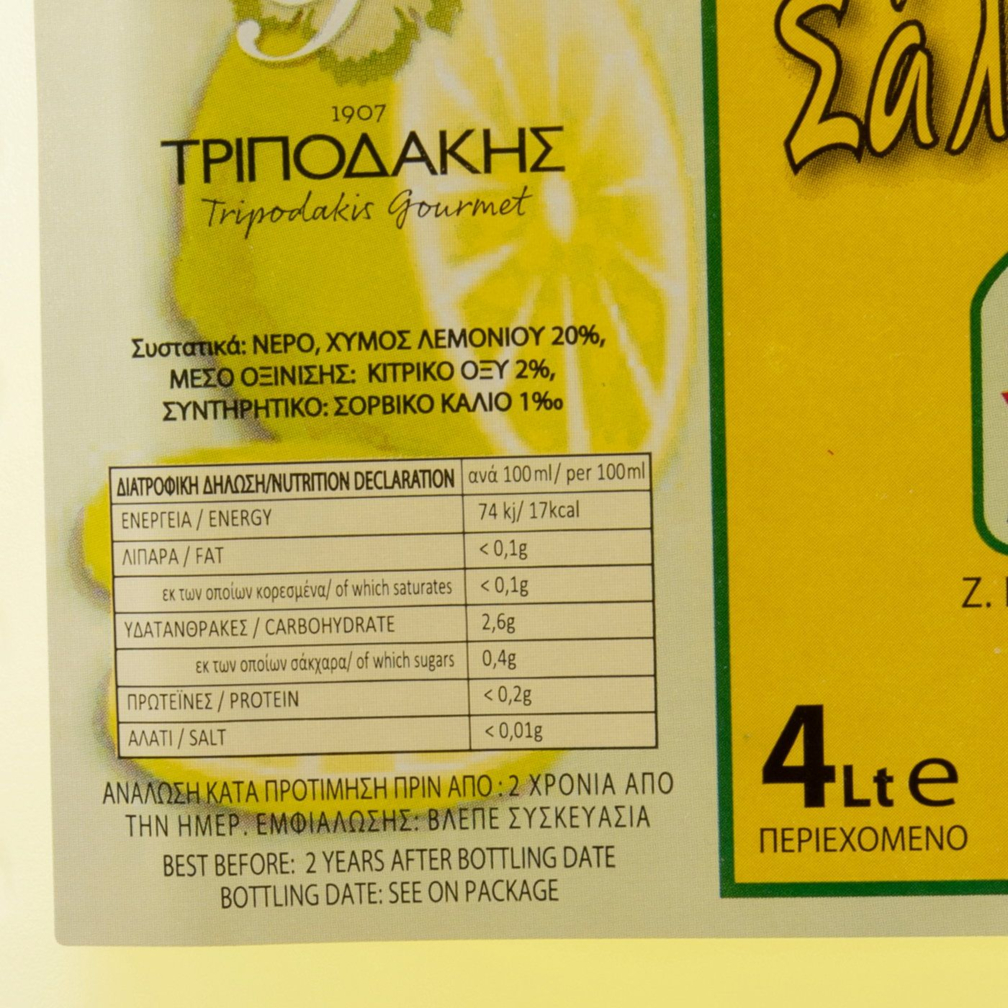 1907
ΤΡΙΠΟΔΑΚΗΣ
Tripodakis Gourmet
Συστατικά: ΝΕΡΟ, ΧΥΜΟΣ ΛΕΜΟΝΙΟΥ 20%,
ΜΕΣΟ ΟΞΙΝΙΣΗΣ: ΚΙΤΡΙΚΟ ΟΞΥ 2%,
ΣΥΝΤΗΡΗΤΙΚΟ: ΣΟΡΒΙΚΟ ΚΑΛΙΟ 1‰
ΔΙΑΤΡΟΦΙΚΗ ΔΗΛΩΣΗ/NUTRITION DECLARATION ανά 100ml/ per 100ml
ΕΝΕΡΓΕΙΑ / ENERGY 74 kj/ 17kcal
ΛΙΠΑΡΑ / FAT < 0,1g
εκ των οποίων κορεσμένα/ of which saturates < 0,1g
ΥΔΑΤΑΝΘΡΑΚΕΣ / CARBOHYDRATE 2,6g
εκ των οποίων σάκχαρα/ of which sugars 0,4g
ΠΡΩΤΕΪΝΕΣ / PROTEIN < 0,2g
ΑΛΑΤΙ / SALT < 0,01g
ΑΝΑΛΩΣΗ ΚΑΤΑ ΠΡΟΤΙΜΗΣΗ ΠΡΙΝ ΑΠΟ : 2 ΧΡΟΝΙΑ ΑΠΟ
ΤΗΝ ΗΜΕΡ. ΕΜΦΙΑΛΩΣΗΣ: ΒΛΕΠΕ ΣΥΣΚΕΥΑΣΙΑ
BEST BEFORE: 2 YEARS AFTER BOTTLING DATE
BOTTLING DATE: SEE ON PACKAGE
Ζ.
4Lt e
ΠΕΡΙΕΧΟΜΕΝΟ